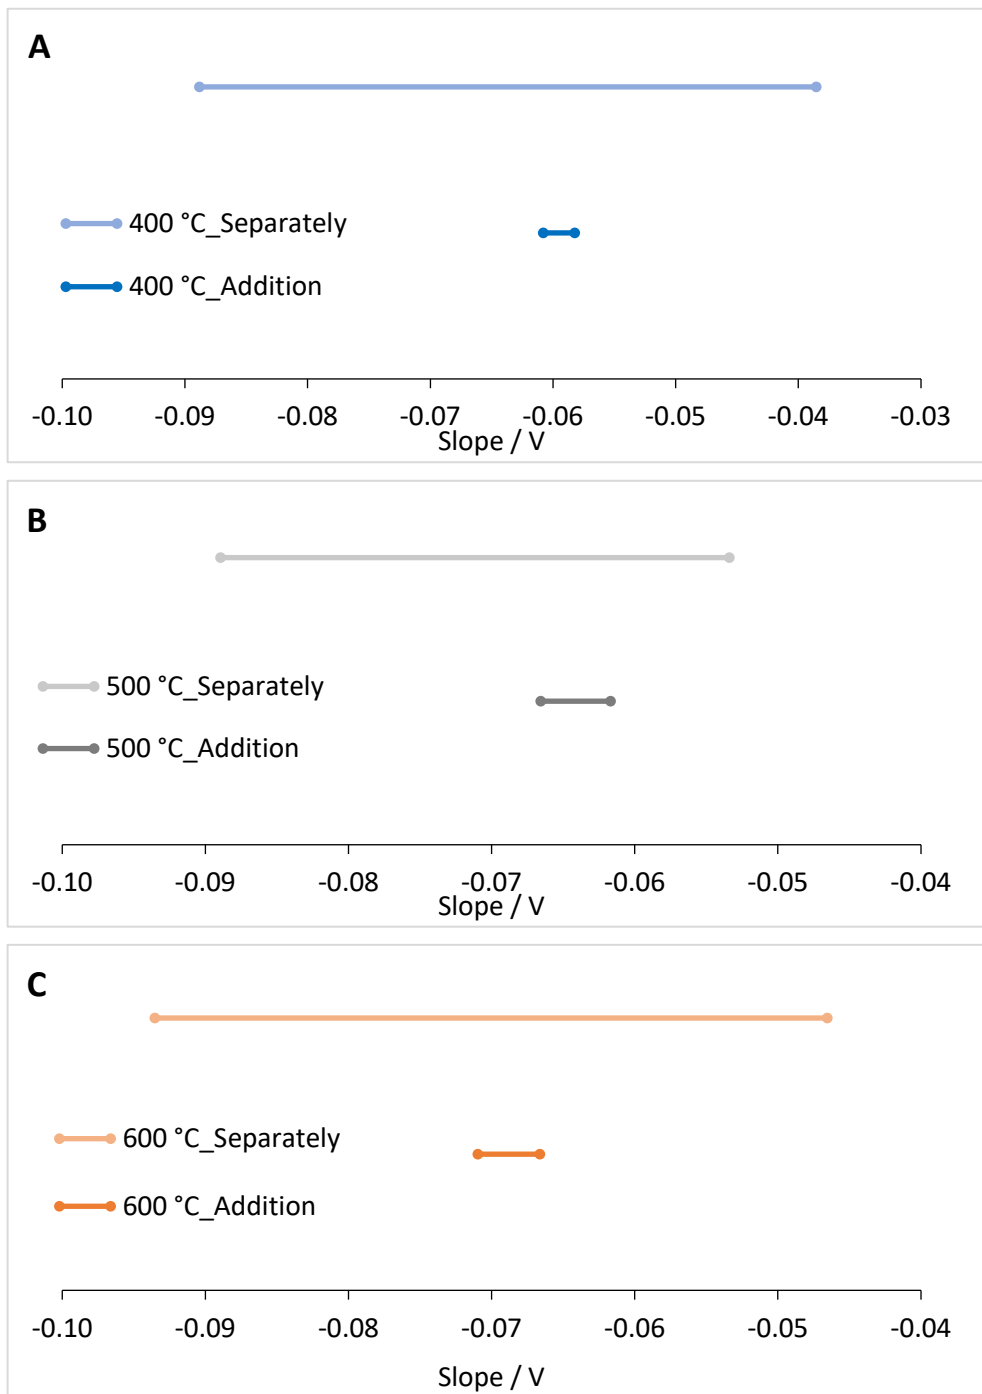 A
400 °C_Separately
400 °C_Addition
-0.10 -0.09 -0.08 -0.07 -0.06 -0.05 -0.04 -0.03
Slope / V
B
500 °C_Separately
500 °C_Addition
-0.10 -0.09 -0.08 -0.07 -0.06 -0.05 -0.04
Slope / V
C
600 °C_Separately
600 °C_Addition
-0.10 -0.09 -0.08 -0.07 -0.06 -0.05 -0.04
Slope / V